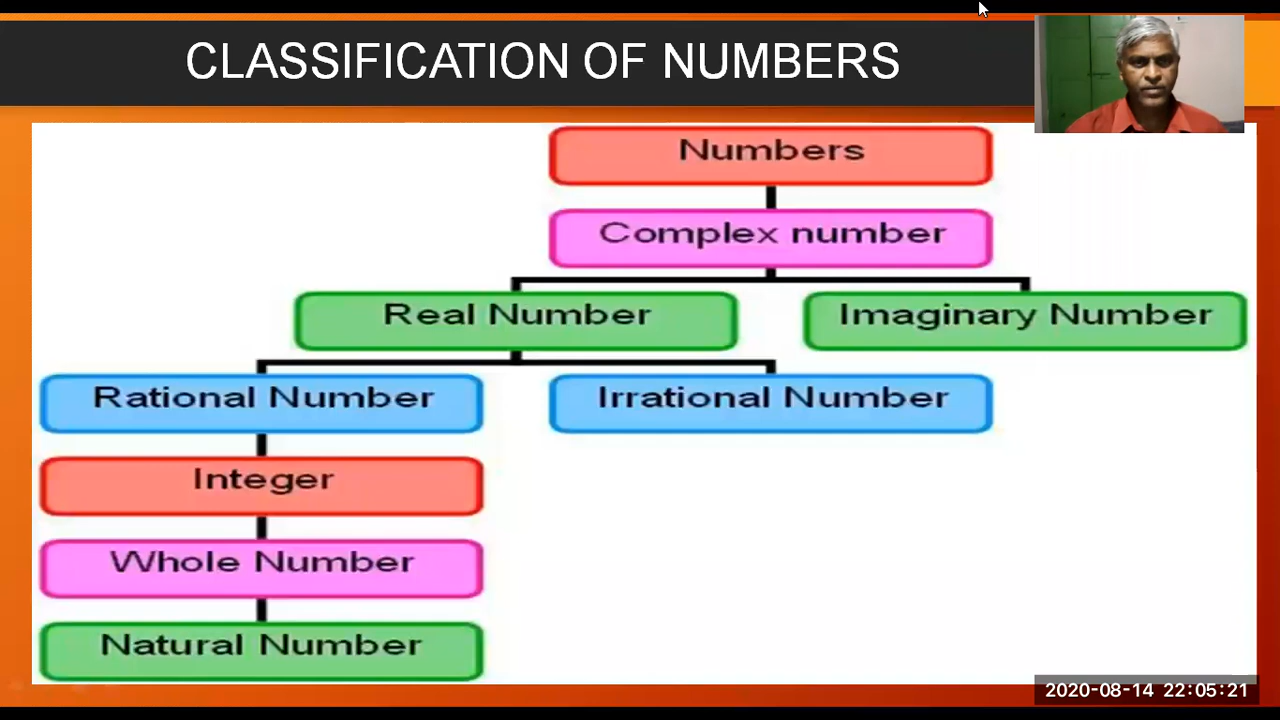 CLASSIFICATION OF NUMBERS
Numbers
Complex number
Real Number
Imaginary Number
Rational Number
Irrational Number
Integer
Whole Number
Natural Number
2020-08-14 22:05:21